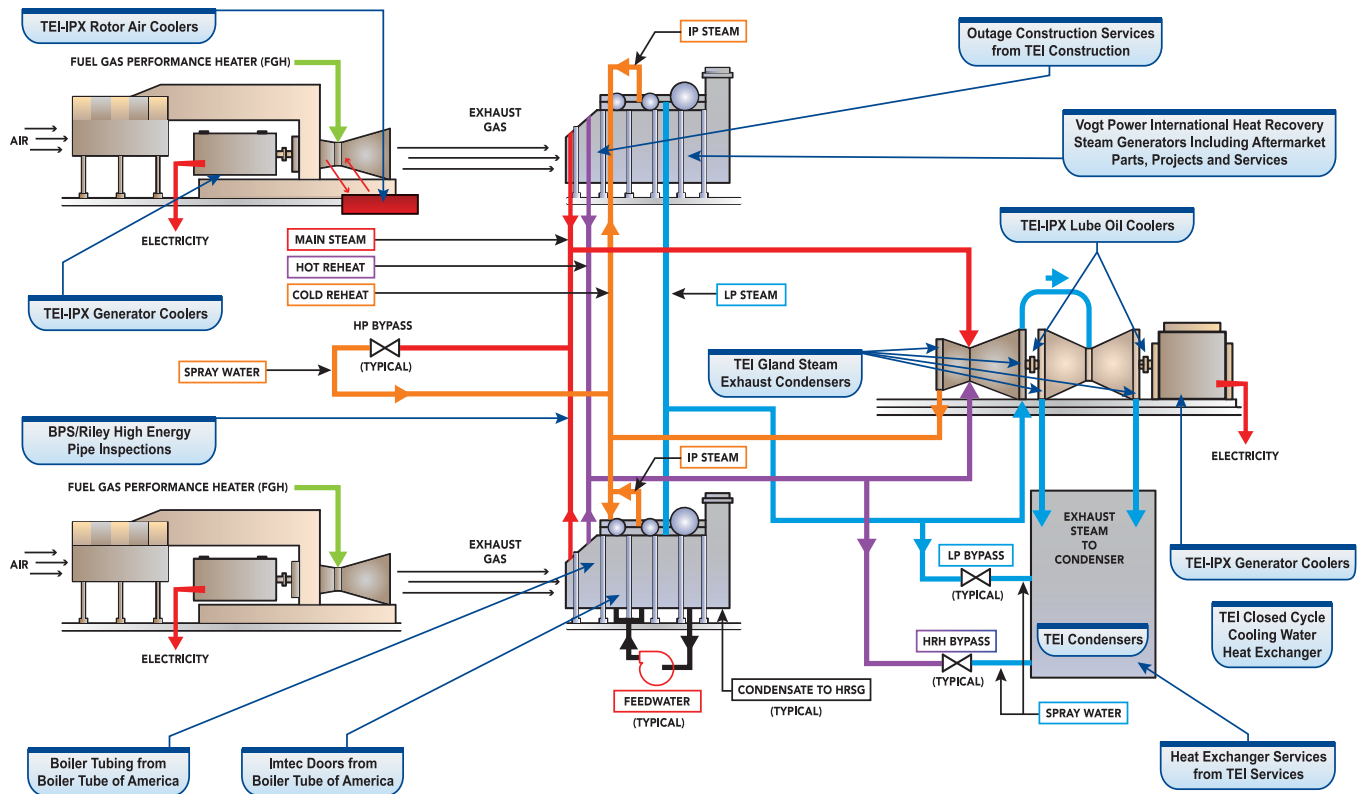 TEI-IPX Rotor Air Coolers
FUEL GAS PERFORMANCE HEATER (FGH)
AIR
EXHAUST
GAS
IP STEAM
Outage Construction Services
from TEI Construction
Vogt Power International Heat Recovery
Steam Generators Including Aftermarket
Parts, Projects and Services
ELECTRICITY
TEI-IPX Generator Coolers
MAIN STEAM
HOT REHEAT
COLD REHEAT
LP STEAM
TEI-IPX Lube Oil Coolers
HP BYPASS
(TYPICAL)
SPRAY WATER
TEI Gland Steam
Exhaust Condensers
BPS/Riley High Energy
Pipe Inspections
IP STEAM
ELECTRICITY
FUEL GAS PERFORMANCE HEATER (FGH)
AIR
EXHAUST
GAS
EXHAUST
STEAM
TO
CONDENSER
LP BYPASS
(TYPICAL)
TEI-IPX Generator Coolers
TEI Closed Cycle
Cooling Water
Heat Exchanger
TEI Condensers
HRH BYPASS
(TYPICAL)
ELECTRICITY
FEEDWATER
(TYPICAL)
CONDENSATE TO HRSG
(TYPICAL)
SPRAY WATER
Boiler Tubing from
Boiler Tube of America
Imtec Doors from
Boiler Tube of America
Heat Exchanger Services
from TEI Services